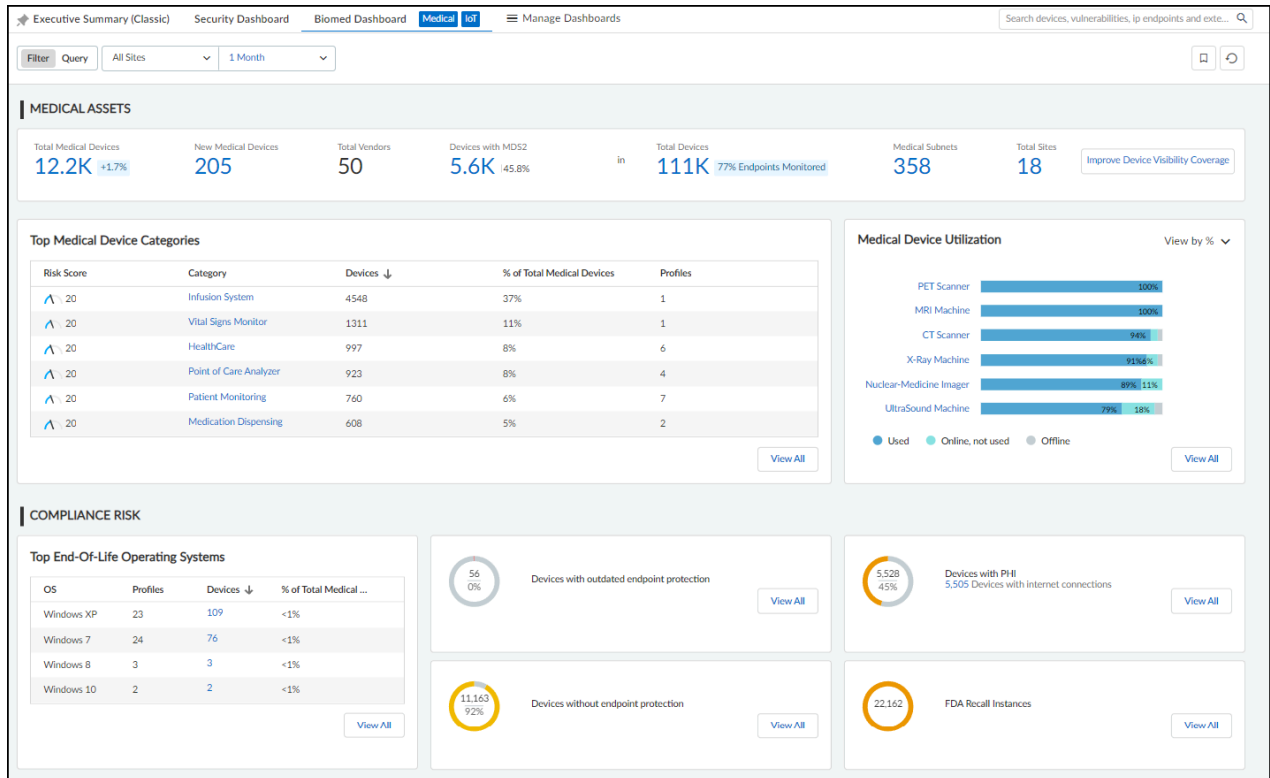 Executive Summary (Classic) Security Dashboard Biomed Dashboard Medical IoT Manage Dashboards Search devices, vulnerabilities, ip endpoints and exte...
Filter Query All Sites 1 Month
MEDICAL ASSETS
Total Medical Devices New Medical Devices Total Vendors Devices with MDS2 Total Devices Medical Subnets Total Sites
12.2K +1.7% 205 50 5.6K 45.8% in 111K 77% Endpoints Monitored 358 18 Improve Device Visibility Coverage
Top Medical Device Categories
Risk Score Category Devices % of Total Medical Devices Profiles
20 Infusion System 4548 37% 1
20 Vital Signs Monitor 1311 11% 1
20 HealthCare 997 8% 6
20 Point of Care Analyzer 923 8% 4
20 Patient Monitoring 760 6% 7
20 Medication Dispensing 608 5% 2
View All
Medical Device Utilization View by %
PET Scanner 100%
MRI Machine 100%
CT Scanner 94%
X-Ray Machine 91% 6%
Nuclear-Medicine Imager 89% 11%
UltraSound Machine 79% 18%
Used Online, not used Offline
View All
COMPLIANCE RISK
Top End-Of-Life Operating Systems
OS Profiles Devices % of Total Medical ...
Windows XP 23 109 <1%
Windows 7 24 76 <1%
Windows 8 3 3 <1%
Windows 10 2 2 <1%
View All
56
0%
Devices with outdated endpoint protection
View All
5,528
45%
Devices with PHI
5,505 Devices with internet connections
View All
11,163
92%
Devices without endpoint protection
View All
22,162
FDA Recall Instances
View All